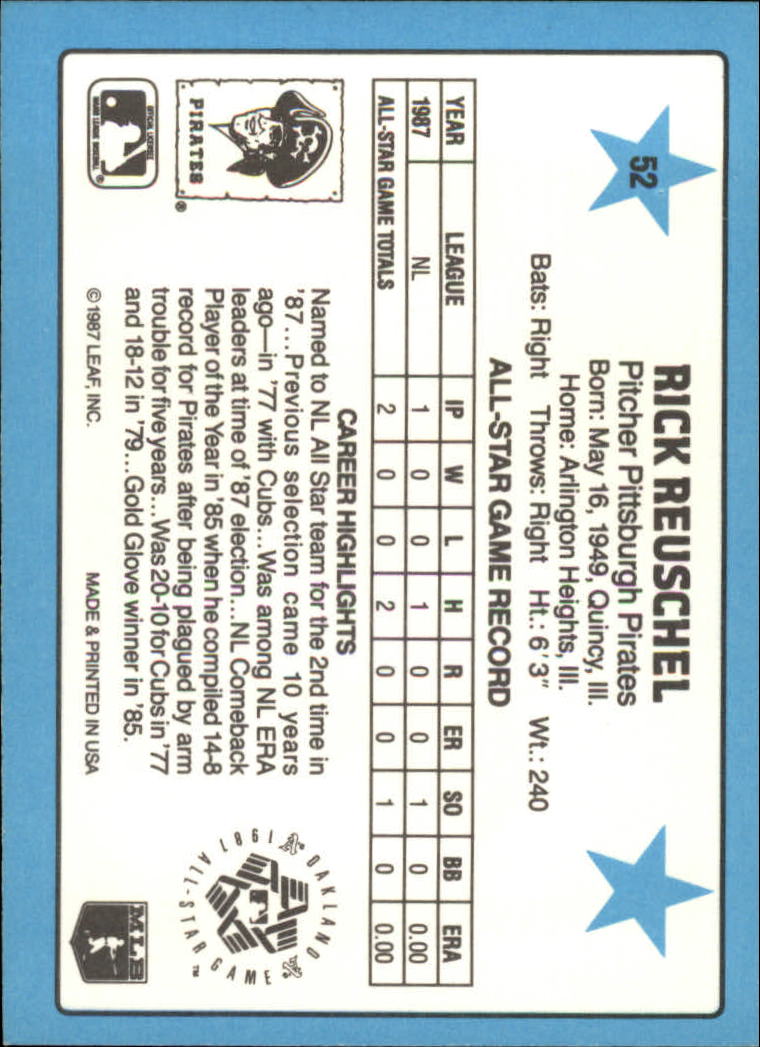 52
RICK REUSCHEL
Pitcher Pittsburgh Pirates
Born: May 16, 1949, Quincy, Ill.
Home: Arlington Heights, Ill.
Bats: Right Throws: Right Ht.: 6'3" Wt.: 240
ALL-STAR GAME RECORD
YEAR LEAGUE IP W L H R ER SO BB ERA
1987 NL 1 0 0 1 0 0 1 0 0.00
ALL-STAR GAME TOTALS 2 0 0 2 0 0 1 0 0.00
CAREER HIGHLIGHTS
Named to NL All Star team for the 2nd time in
'87...Previous selection came 10 years
ago—in '77 with Cubs...Was among NL ERA
leaders at time of '87 election...NL Comeback
Player of the Year in '85 when he compiled 14-8
record for Pirates after being plagued by arm
trouble for five years...Was 20-10 for Cubs in '77
and 18-12 in '79...Gold Glove winner in '85.
© 1987 LEAF, INC. MADE & PRINTED IN USA
PIRATES ®
OFFICIAL LICENSEE
MAJOR LEAGUE BASEBALL ®
OAKLAND A's
1987 ALL-STAR GAME ™
MLB